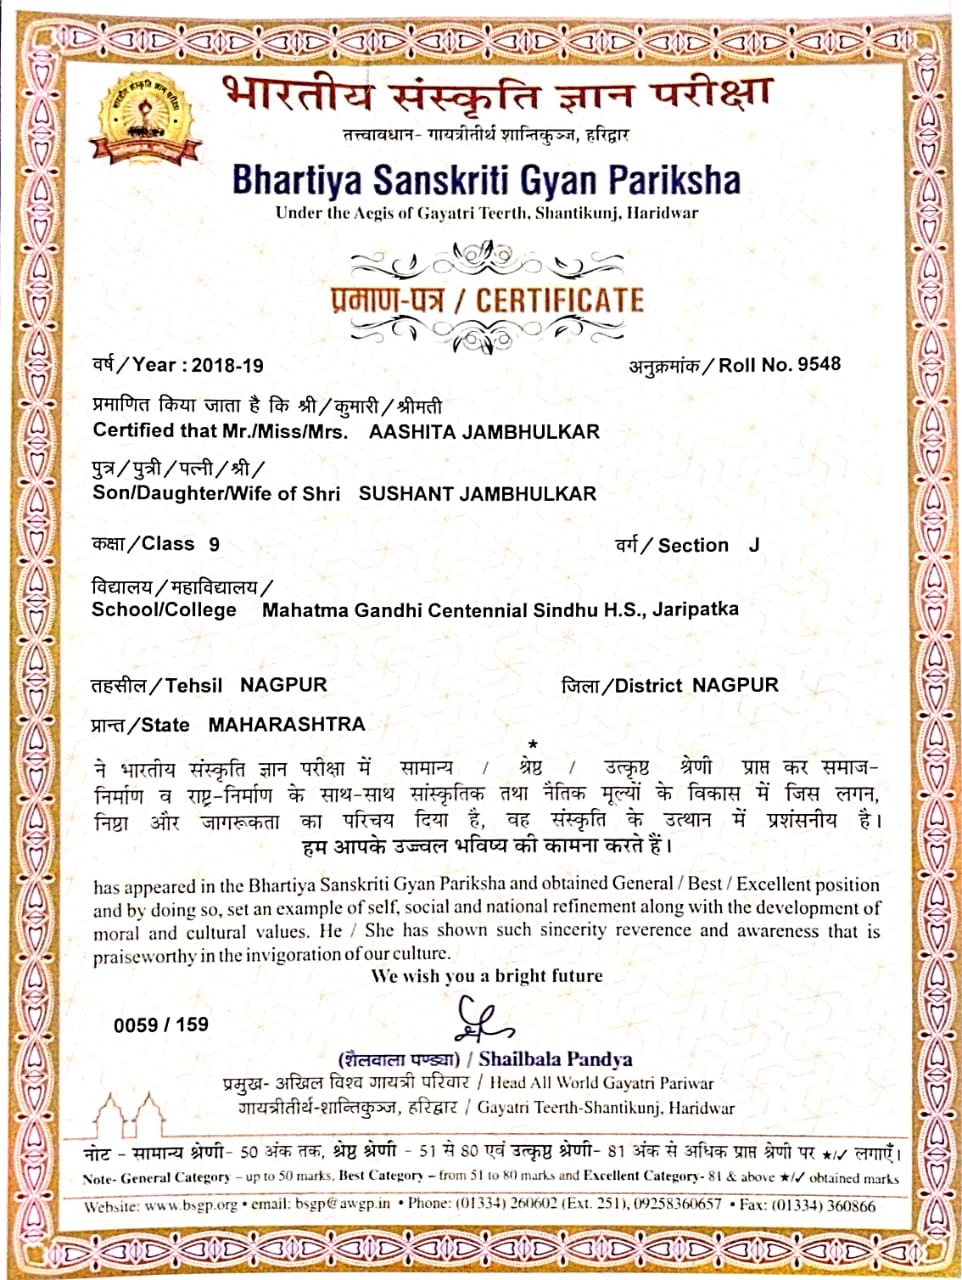 भारतीय संस्कृति ज्ञान परीक्षा
तत्त्वावधान- गायत्रीतीर्थ शान्तिकुञ्ज, हरिद्वार
Bhartiya Sanskriti Gyan Pariksha
Under the Aegis of Gayatri Teerth, Shantikunj, Haridwar
प्रमाण-पत्र / CERTIFICATE
वर्ष/Year : 2018-19 अनुक्रमांक/Roll No. 9548
प्रमाणित किया जाता है कि श्री/कुमारी/श्रीमती
Certified that Mr./Miss/Mrs. AASHITA JAMBHULKAR
पुत्र/पुत्री/पत्नी/श्री/
Son/Daughter/Wife of Shri SUSHANT JAMBHULKAR
कक्षा/Class 9 वर्ग/Section J
विद्यालय/महाविद्यालय/
School/College Mahatma Gandhi Centennial Sindhu H.S., Jaripatka
तहसील/Tehsil NAGPUR जिला/District NAGPUR
प्रान्त/State MAHARASHTRA
*
ने भारतीय संस्कृति ज्ञान परीक्षा में सामान्य / श्रेष्ठ / उत्कृष्ठ श्रेणी प्राप्त कर समाज-
निर्माण व राष्ट्र-निर्माण के साथ-साथ सांस्कृतिक तथा नैतिक मूल्यों के विकास में जिस लगन,
निष्ठा और जागरूकता का परिचय दिया है, वह संस्कृति के उत्थान में प्रशंसनीय है।
हम आपके उज्वल भविष्य की कामना करते हैं।
has appeared in the Bhartiya Sanskriti Gyan Pariksha and obtained General / Best / Excellent position
and by doing so, set an example of self, social and national refinement along with the development of
moral and cultural values. He / She has shown such sincerity reverence and awareness that is
praiseworthy in the invigoration of our culture.
We wish you a bright future
0059 / 159
(शैलवाला पण्ड्या) / Shailbala Pandya
प्रमुख- अखिल विश्व गायत्री परिवार / Head All World Gayatri Pariwar
गायत्रीतीर्थ-शान्तिकुञ्ज, हरिद्वार / Gayatri Teerth-Shantikunj, Haridwar
नोट - सामान्य श्रेणी- 50 अंक तक, श्रेष्ठ श्रेणी - 51 से 80 एवं उत्कृष्ठ श्रेणी- 81 अंक से अधिक प्राप्त श्रेणी पर ★/✓ लगाएँ।
Note- General Category – up to 50 marks, Best Category – from 51 to 80 marks and Excellent Category- 81 & above ★/✓ obtained marks
Website: www.bsgp.org • email: bsgp@awgp.in • Phone: (01334) 260602 (Ext. 251), 09258360657 • Fax: (01334) 360866